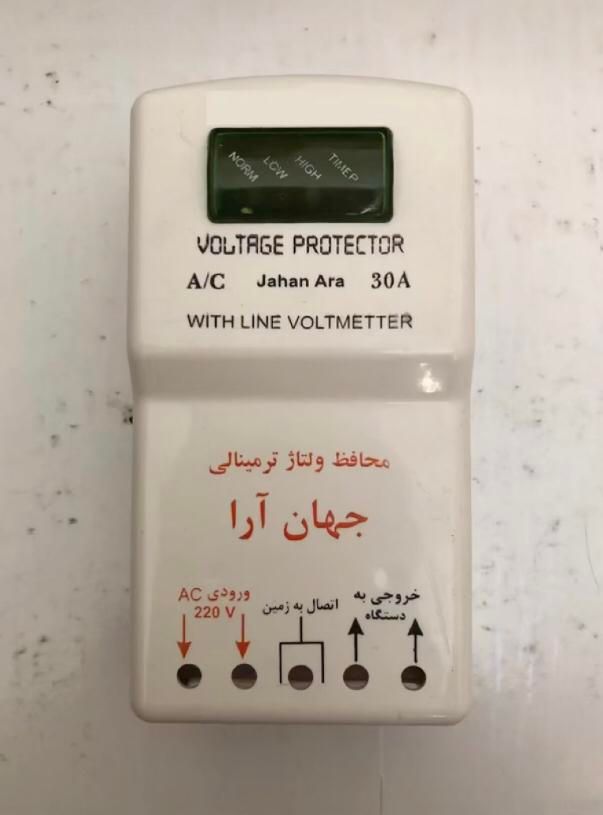 NORM LOW HIGH TIMER
VOLTAGE PROTECTOR
A/C Jahan Ara 30A
WITH LINE VOLTMETTER
محافظ ولتاژ ترمینالی
جهان آرا
ورودی AC
220 V
اتصال به زمین
خروجی به
دستگاه